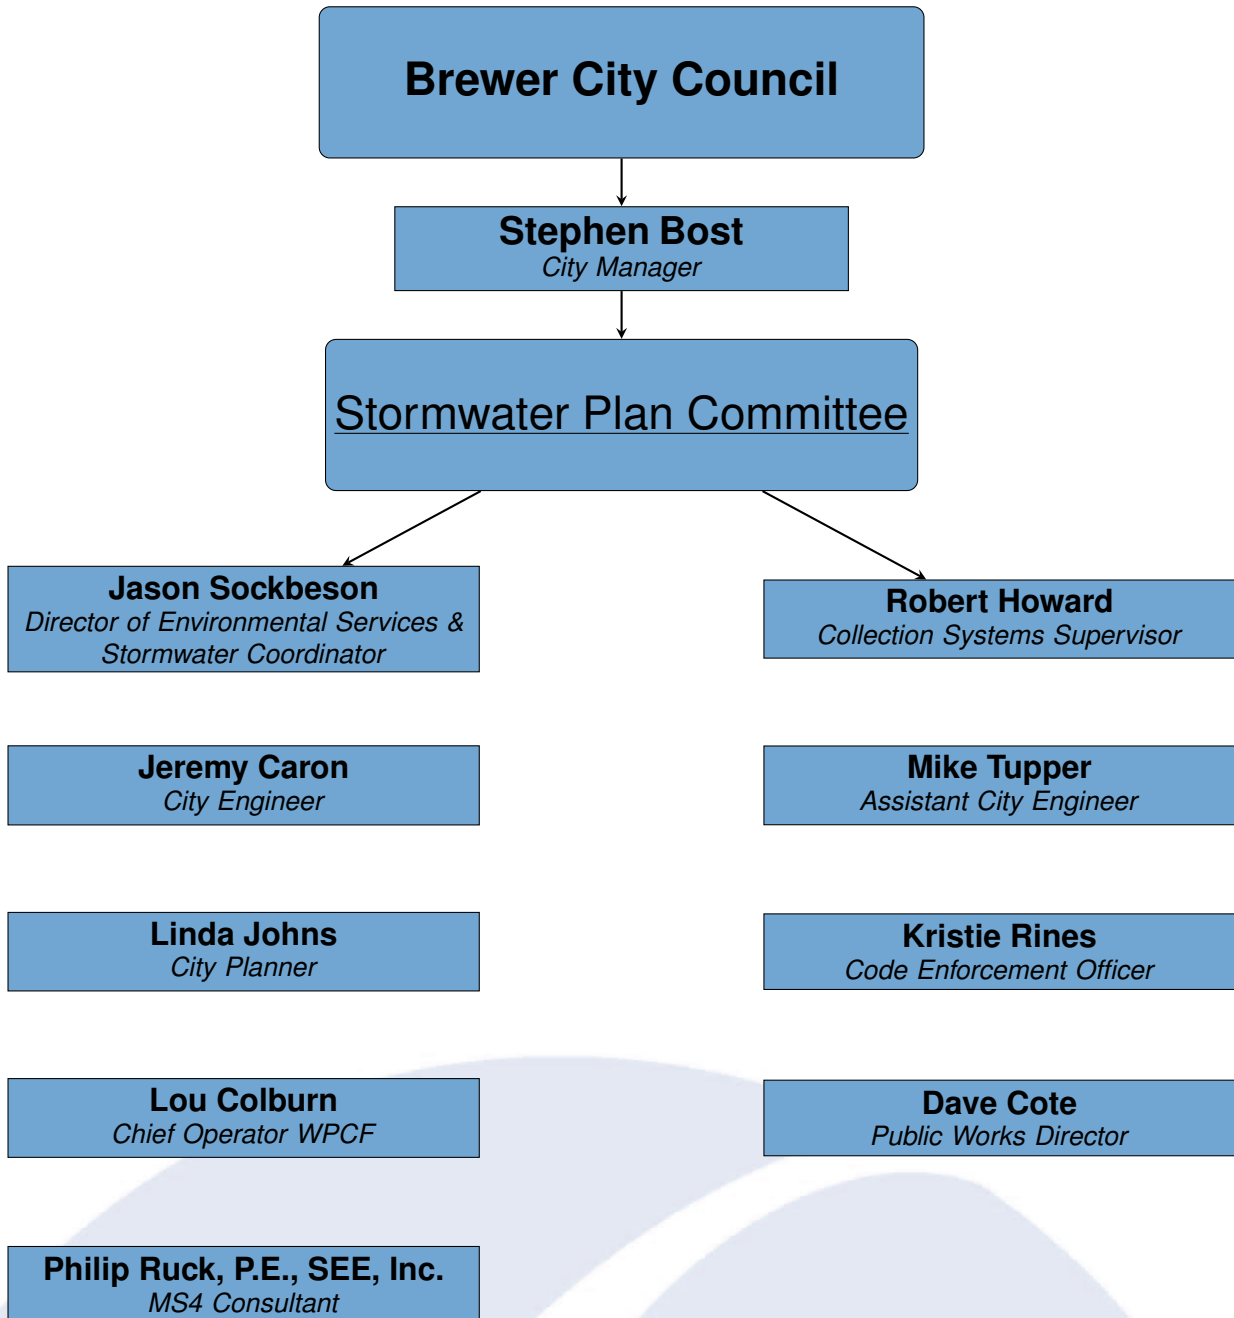 Brewer City Council
Stephen Bost
City Manager
Stormwater Plan Committee
Jason Sockbeson
Director of Environmental Services &
Stormwater Coordinator
Robert Howard
Collection Systems Supervisor
Jeremy Caron
City Engineer
Mike Tupper
Assistant City Engineer
Linda Johns
City Planner
Kristie Rines
Code Enforcement Officer
Lou Colburn
Chief Operator WPCF
Dave Cote
Public Works Director
Philip Ruck, P.E., SEE, Inc.
MS4 Consultant